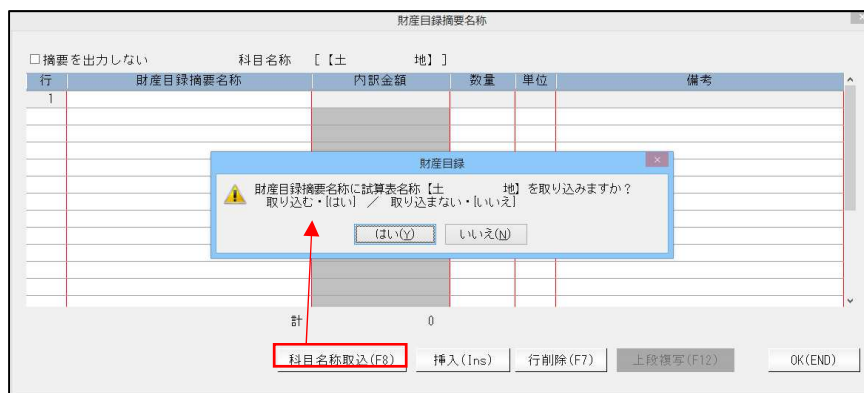 財産目録摘要名称
□摘要を出力しない 科目名称 [【土 地】]
行 財産目録摘要名称 内訳金額 数量 単位 備考
1
財産目録
財産目録摘要名称に試算表名称【土 地】を取り込みますか？
取り込む・[はい] ／ 取り込まない・[いいえ]
はい(Y) いいえ(N)
計 0
科目名称取込(F8) 挿入(Ins) 行削除(F7) 上段複写(F12) OK(END)